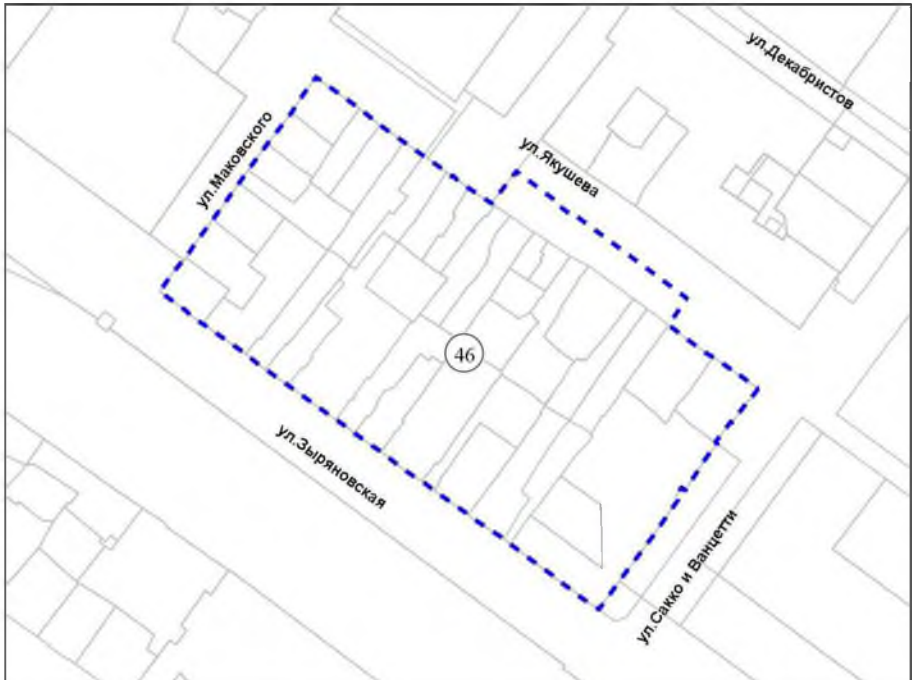 ул.Декабристов
ул.Маковского
ул.Якушева
46
ул.Зыряновская
ул.Сакко и Ванцетти